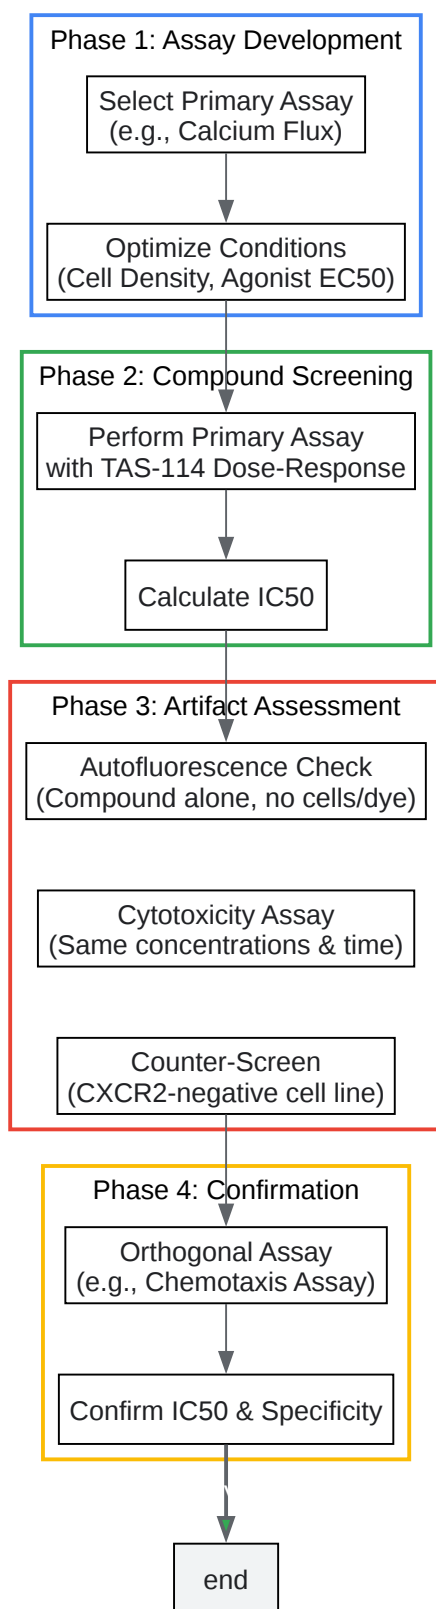 Phase 1: Assay Development
Select Primary Assay
(e.g., Calcium Flux)
Optimize Conditions
(Cell Density, Agonist EC50)
Phase 2: Compound Screening
Perform Primary Assay
with TAS-114 Dose-Response
Calculate IC50
Phase 3: Artifact Assessment
Autofluorescence Check
(Compound alone, no cells/dye)
Cytotoxicity Assay
(Same concentrations & time)
Counter-Screen
(CXCR2-negative cell line)
Phase 4: Confirmation
Orthogonal Assay
(e.g., Chemotaxis Assay)
Confirm IC50 & Specificity
end